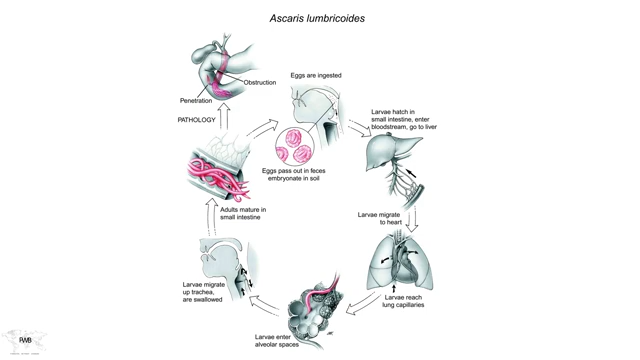 Ascaris lumbricoides
Eggs are ingested
Obstruction
Penetration
PATHOLOGY
Larvae hatch in
small intestine, enter
bloodstream, go to liver
Eggs pass out in feces
embryonate in soil
Adults mature in
small intestine
Larvae migrate
to heart
Larvae migrate
up trachea,
are swallowed
Larvae reach
lung capillaries
Larvae enter
alveolar spaces
PWB